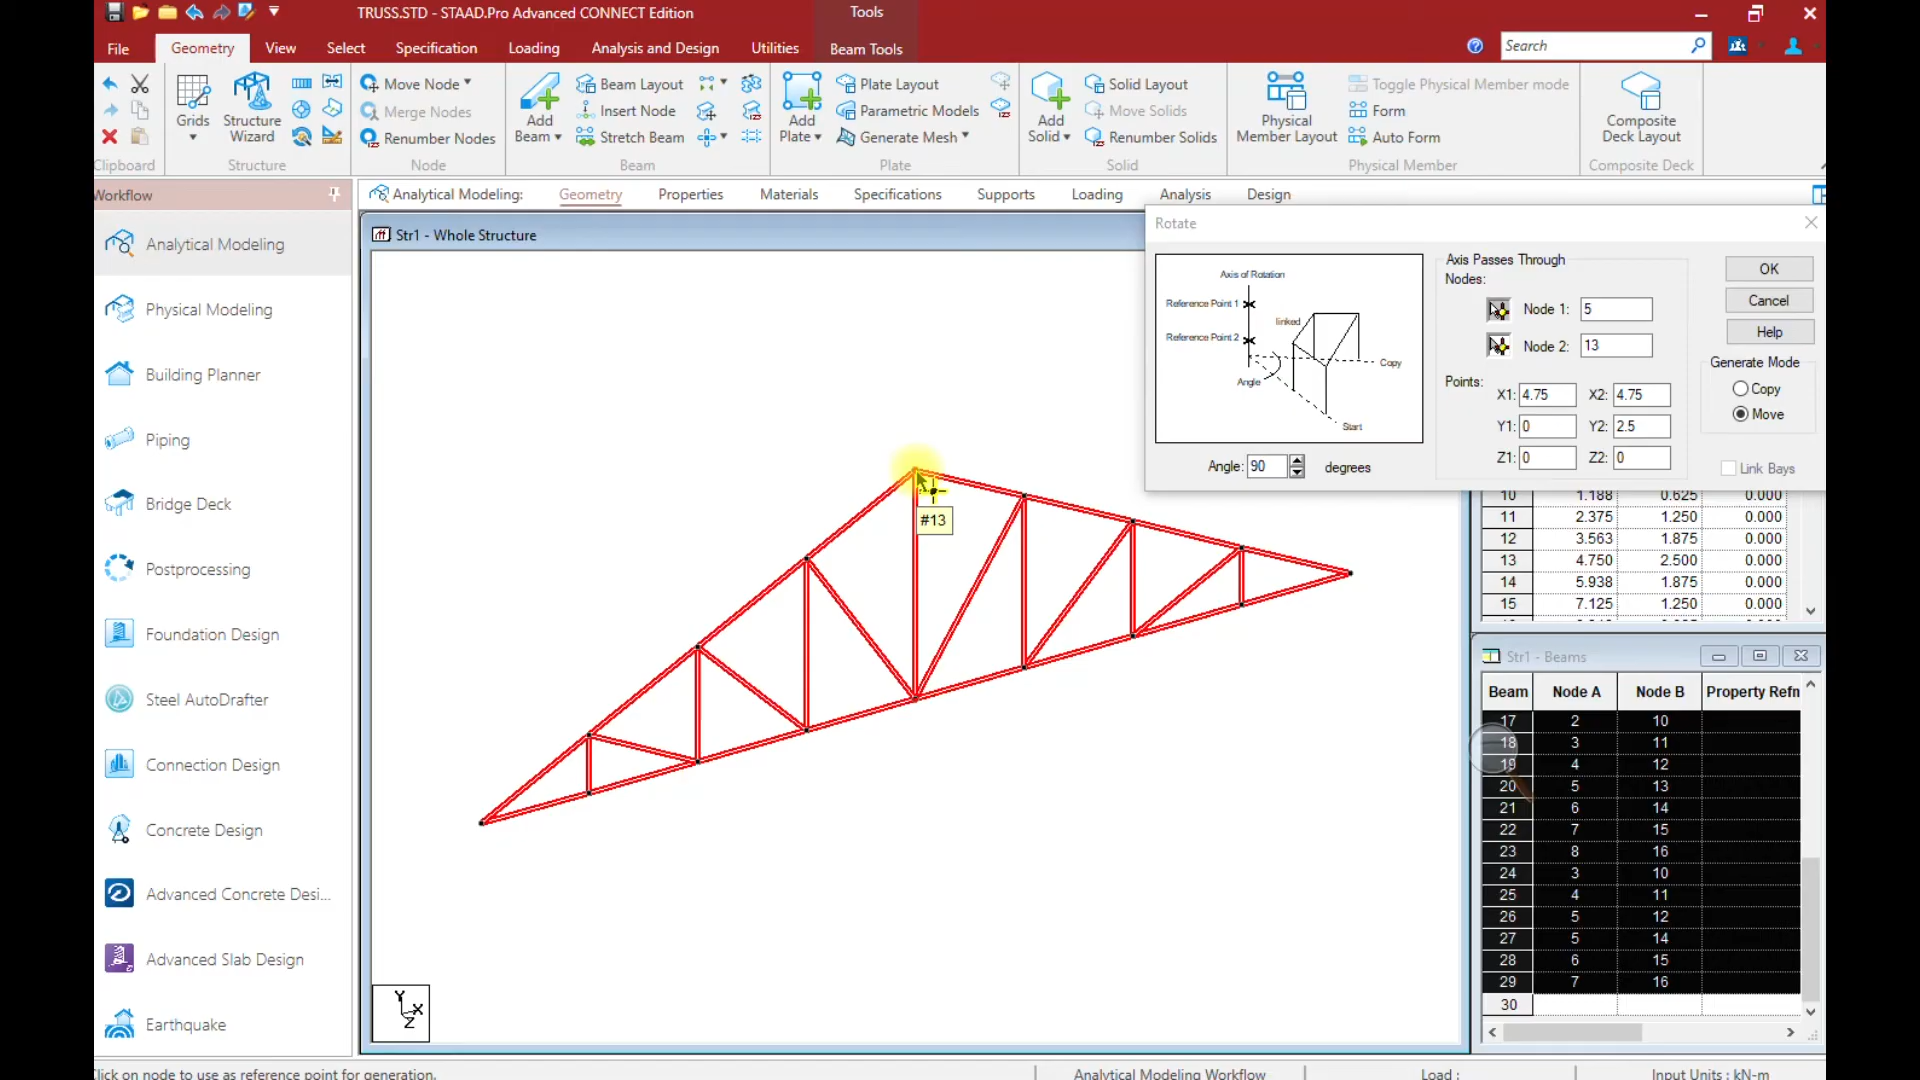 TRUSS.STD - STAAD.Pro Advanced CONNECT Edition
Tools
File
Geometry
View
Select
Specification
Loading
Analysis and Design
Utilities
Beam Tools
Search
Move Node
Merge Nodes
Renumber Nodes
Grids
Structure Wizard
Add Beam
Beam Layout
Insert Node
Stretch Beam
Add Plate
Plate Layout
Parametric Models
Generate Mesh
Add Solid
Solid Layout
Move Solids
Renumber Solids
Physical Member Layout
Toggle Physical Member mode
Form
Auto Form
Composite Deck Layout
Clipboard
Structure
Node
Beam
Plate
Solid
Physical Member
Composite Deck
Workflow
Analytical Modeling:
Geometry
Properties
Materials
Specifications
Supports
Loading
Analysis
Design
Analytical Modeling
Physical Modeling
Building Planner
Piping
Bridge Deck
Postprocessing
Foundation Design
Steel AutoDrafter
Connection Design
Concrete Design
Advanced Concrete Desi...
Advanced Slab Design
Earthquake
Str1 - Whole Structure
#13
Y
X
Z
Rotate
Axis of Rotation
Reference Point 1
Reference Point 2
linked
Copy
Angle
Start
Angle: 90 degrees
Axis Passes Through
Nodes:
Node 1: 5
Node 2: 13
Points:
X1: 4.75 X2: 4.75
Y1: 0 Y2: 2.5
Z1: 0 Z2: 0
OK
Cancel
Help
Generate Mode
Copy
Move
Link Bays
10 1.188 0.625 0.000
11 2.375 1.250 0.000
12 3.563 1.875 0.000
13 4.750 2.500 0.000
14 5.938 1.875 0.000
15 7.125 1.250 0.000
Str1 - Beams
Beam Node A Node B Property Refn
17 2 10
18 3 11
19 4 12
20 5 13
21 6 14
22 7 15
23 8 16
24 3 10
25 4 11
26 5 12
27 5 14
28 6 15
29 7 16
30
Click on node to use as reference point for generation.
Analytical Modeling Workflow
Load :
Input Units : kN-m